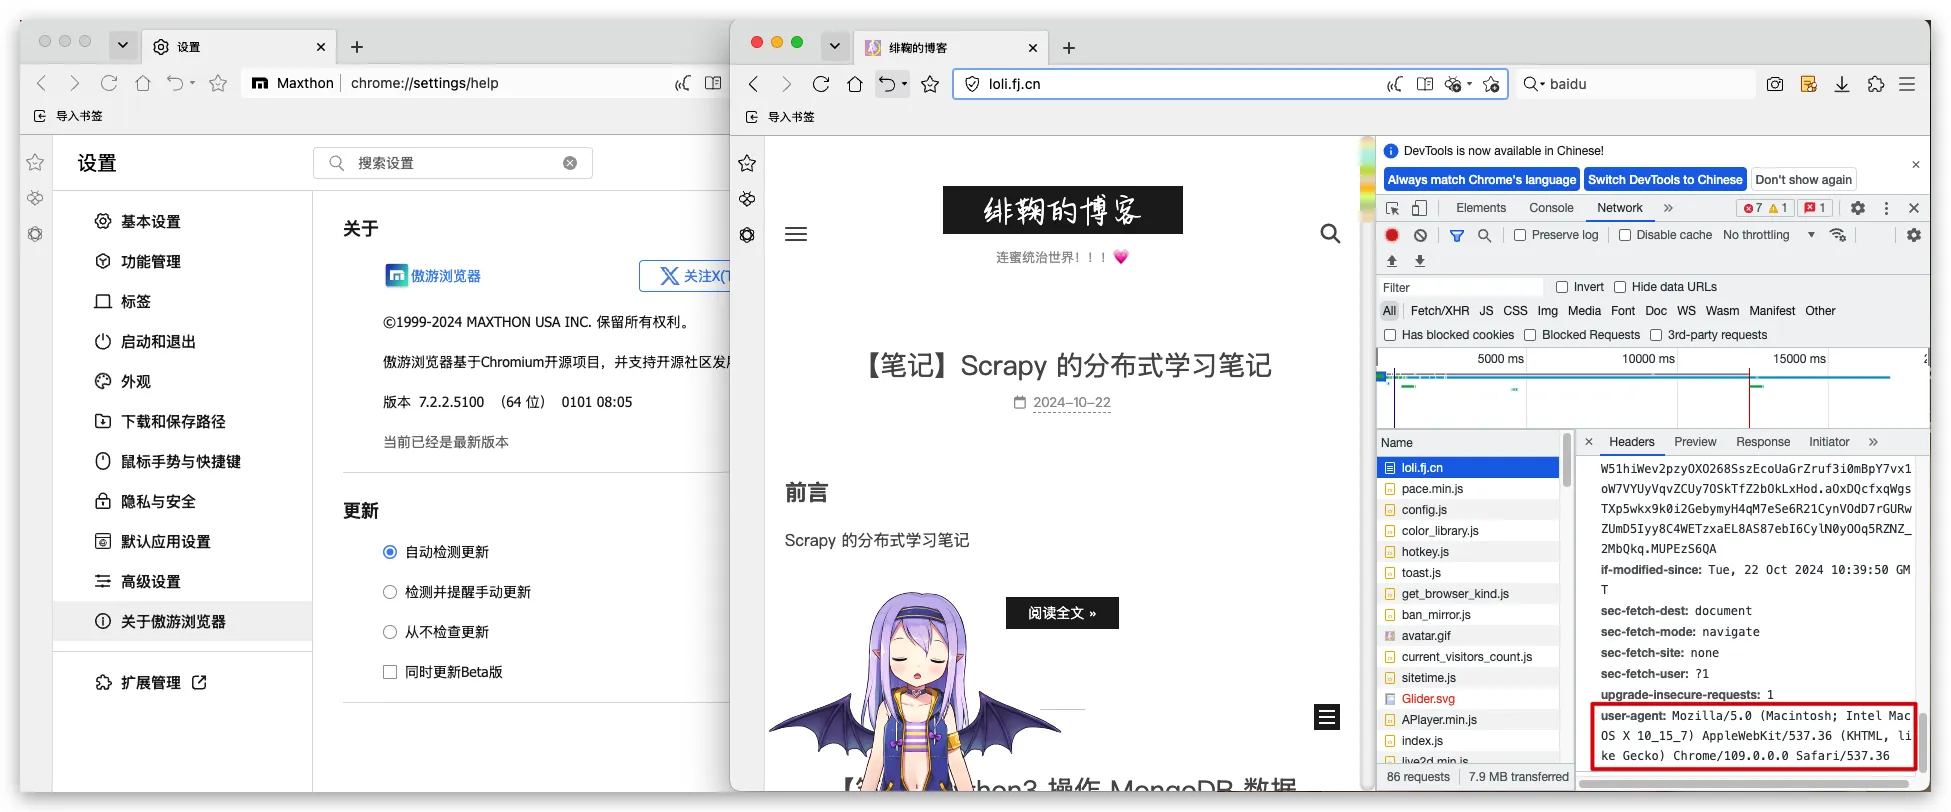 设置
Maxthon
chrome://settings/help
导入书签
设置
搜索设置
基本设置
功能管理
标签
启动和退出
外观
下载和保存路径
鼠标手势与快捷键
隐私与安全
默认应用设置
高级设置
关于傲游浏览器
扩展管理
关于
傲游浏览器
关注X(T
©1999-2024 MAXTHON USA INC. 保留所有权利。
傲游浏览器基于Chromium开源项目，并支持开源社区发
版本 7.2.2.5100 （64 位） 0101 08:05
当前已经是最新版本
更新
自动检测更新
检测并提醒手动更新
从不检查更新
同时更新Beta版
绯鞠的博客
loli.fj.cn
baidu
导入书签
绯鞠的博客
连蜜统治世界！！！💗
【笔记】Scrapy 的分布式学习笔记
2024-10-22
前言
Scrapy 的分布式学习笔记
阅读全文 »
hon3 操作 MongoDB 数据
DevTools is now available in Chinese!
Always match Chrome's language
Switch DevTools to Chinese
Don't show again
Elements Console Network » 7 1 1
Preserve log Disable cache No throttling
Filter Invert Hide data URLs
All Fetch/XHR JS CSS Img Media Font Doc WS Wasm Manifest Other
Has blocked cookies Blocked Requests 3rd-party requests
5000 ms 10000 ms 15000 ms
Name
loli.fj.cn
pace.min.js
config.js
color_library.js
hotkey.js
toast.js
get_browser_kind.js
ban_mirror.js
avatar.gif
current_visitors_count.js
sitetime.js
Glider.svg
APlayer.min.js
index.js
live2d.min.js
86 requests 7.9 MB transferred
Headers Preview Response Initiator »
W51hiWev2pzyOXO268SszEcoUaGrZruf3i0mBpY7vx1
oW7VYUyVqvZCUy7OSkTfZ2bOkLxHod.aOxDQcfxqWgs
TXp5wkx9k0i2GebymyH4qM7eSe6R21CynVOdD7rGURw
ZUmD5Iyy8C4WETzxaEL8AS87ebI6CylN0yOOq5RZNZ_
2MbQkq.MUPEzS6QA
if-modified-since: Tue, 22 Oct 2024 10:39:50 GM
T
sec-fetch-dest: document
sec-fetch-mode: navigate
sec-fetch-site: none
sec-fetch-user: ?1
upgrade-insecure-requests: 1
user-agent: Mozilla/5.0 (Macintosh; Intel Mac
OS X 10_15_7) AppleWebKit/537.36 (KHTML, li
ke Gecko) Chrome/109.0.0.0 Safari/537.36